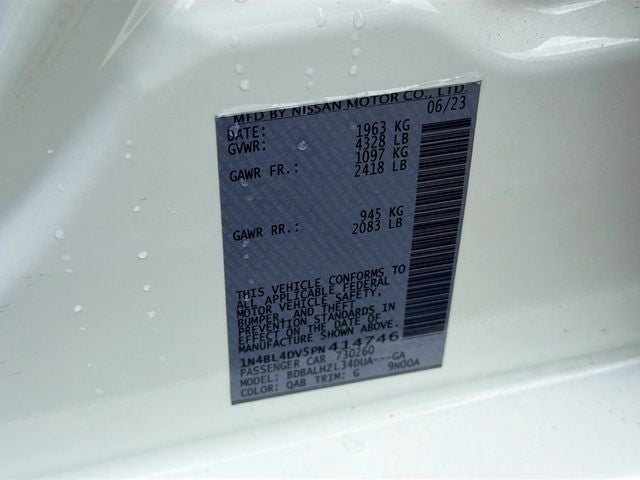 MFD BY NISSAN MOTOR CO., LTD.
DATE: 06/23
GVWR: 1963 KG
4328 LB
GAWR FR.: 1097 KG
2418 LB
GAWR RR.: 945 KG
2083 LB
THIS VEHICLE CONFORMS TO
ALL APPLICABLE FEDERAL
MOTOR VEHICLE SAFETY,
BUMPER, AND THEFT
PREVENTION STANDARDS IN
EFFECT ON THE DATE OF
MANUFACTURE SHOWN ABOVE.
1N4BL4DV5PN414746
PASSENGER CAR 730260
MODEL: BDBALHZL34DUA---GA
COLOR: QAB TRIM: G 9N00A